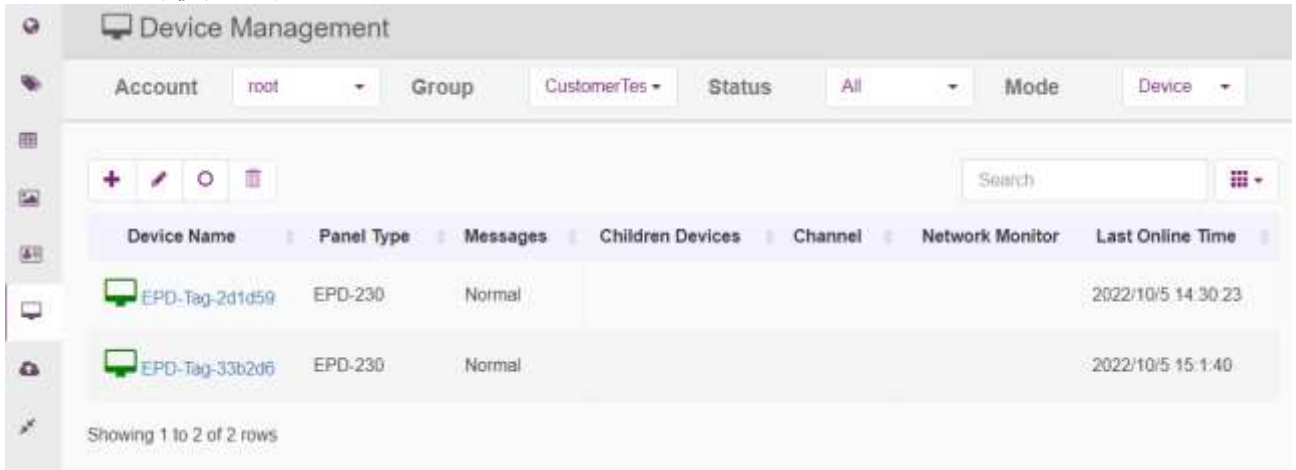 Device Management
Account root Group CustomerTes Status All Mode Device
Search
Device Name Panel Type Messages Children Devices Channel Network Monitor Last Online Time
EPD-Tag-2d1d59 EPD-230 Normal 2022/10/5 14:30:23
EPD-Tag-33b2d6 EPD-230 Normal 2022/10/5 15:1:40
Showing 1 to 2 of 2 rows